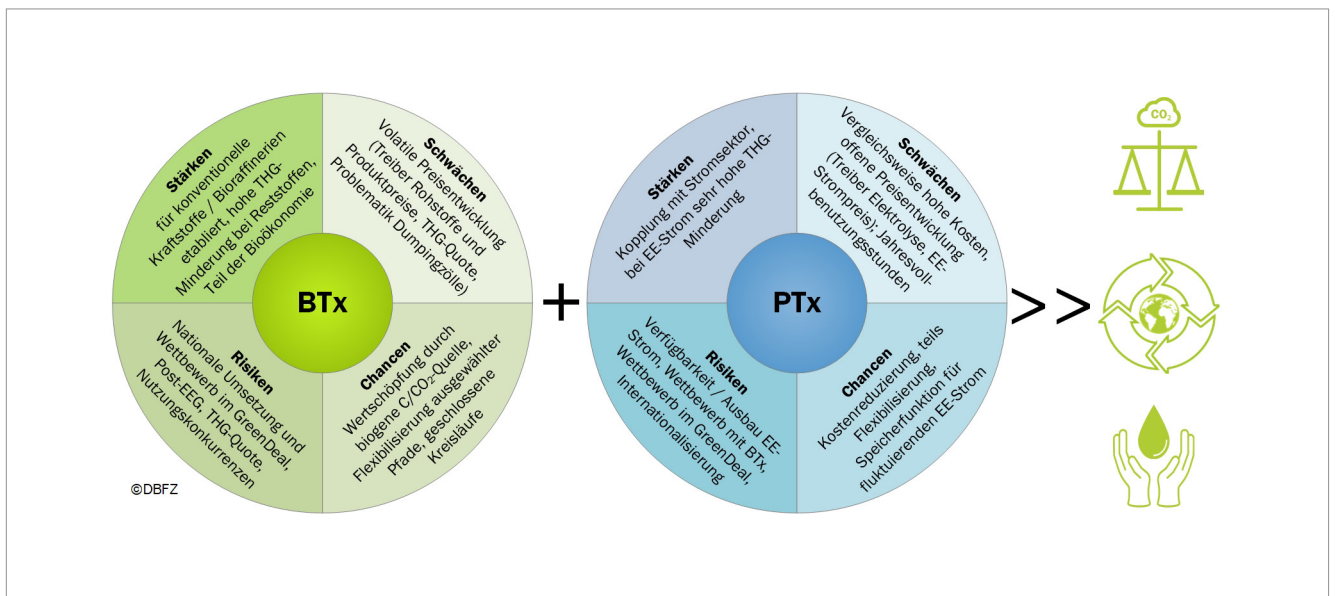 Stärken
für konventionelle
Kraftstoffe / Bioraffinerien
etabliert, hohe THG-
Minderung bei Reststoffen,
Teil der Bioökonomie
Schwächen
Volatile Preisentwicklung
(Treiber Rohstoffe und
Produktpreise, THG-Quote,
Problematik Dumpingzölle)
BTx
Risiken
Nationale Umsetzung und
Wettbewerb im GreenDeal,
Post-EEG, THG-Quote,
Nutzungskonkurrenzen
Chancen
Wertschöpfung durch
biogene C/CO₂-Quelle,
Flexibilisierung ausgewählter
Pfade, geschlossene
Kreisläufe
+
Stärken
Kopplung mit Stromsektor,
bei EE-Strom sehr hohe THG-
Minderung
Schwächen
Vergleichsweise hohe Kosten,
offene Preisentwicklung
(Treiber Elektrolyse, EE-
Strompreis); Jahresvoll-
benutzungsstunden
PTx
Risiken
Verfügbarkeit / Ausbau EE-
Strom, Wettbewerb mit BTx,
Wettbewerb im GreenDeal,
Internationalisierung
Chancen
Kostenreduzierung, teils
Flexibilisierung,
Speicherfunktion für
fluktuierenden EE-Strom
>>
CO₂
©DBFZ